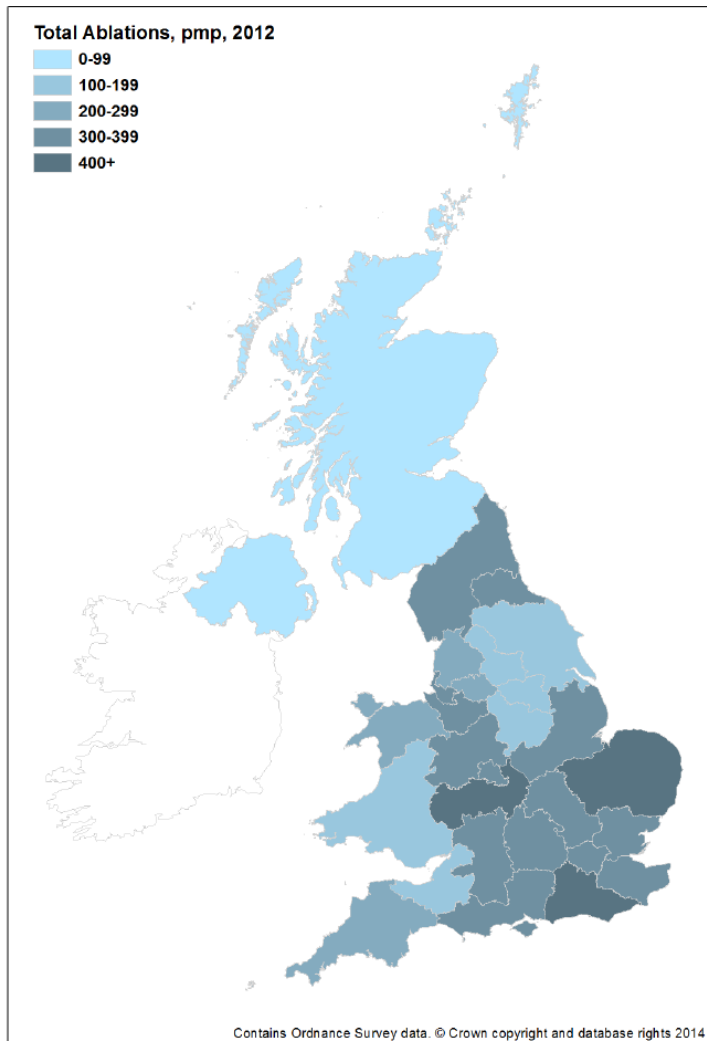 Total Ablations, pmp, 2012
0-99
100-199
200-299
300-399
400+
Contains Ordnance Survey data. © Crown copyright and database rights 2014